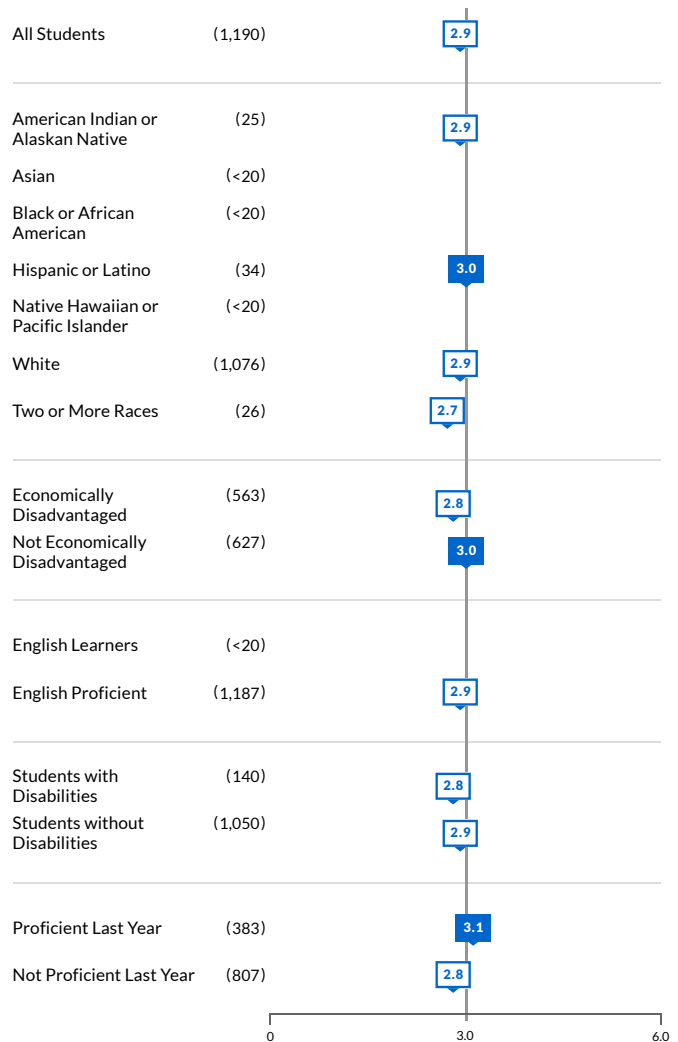 All Students (1,190) 2.9
American Indian or (25) 2.9
Alaskan Native
Asian (<20)
Black or African (<20)
American
Hispanic or Latino (34) 3.0
Native Hawaiian or (<20)
Pacific Islander
White (1,076) 2.9
Two or More Races (26) 2.7
Economically (563) 2.8
Disadvantaged
Not Economically (627) 3.0
Disadvantaged
English Learners (<20)
English Proficient (1,187) 2.9
Students with (140) 2.8
Disabilities
Students without (1,050) 2.9
Disabilities
Proficient Last Year (383) 3.1
Not Proficient Last Year (807) 2.8
0 3.0 6.0